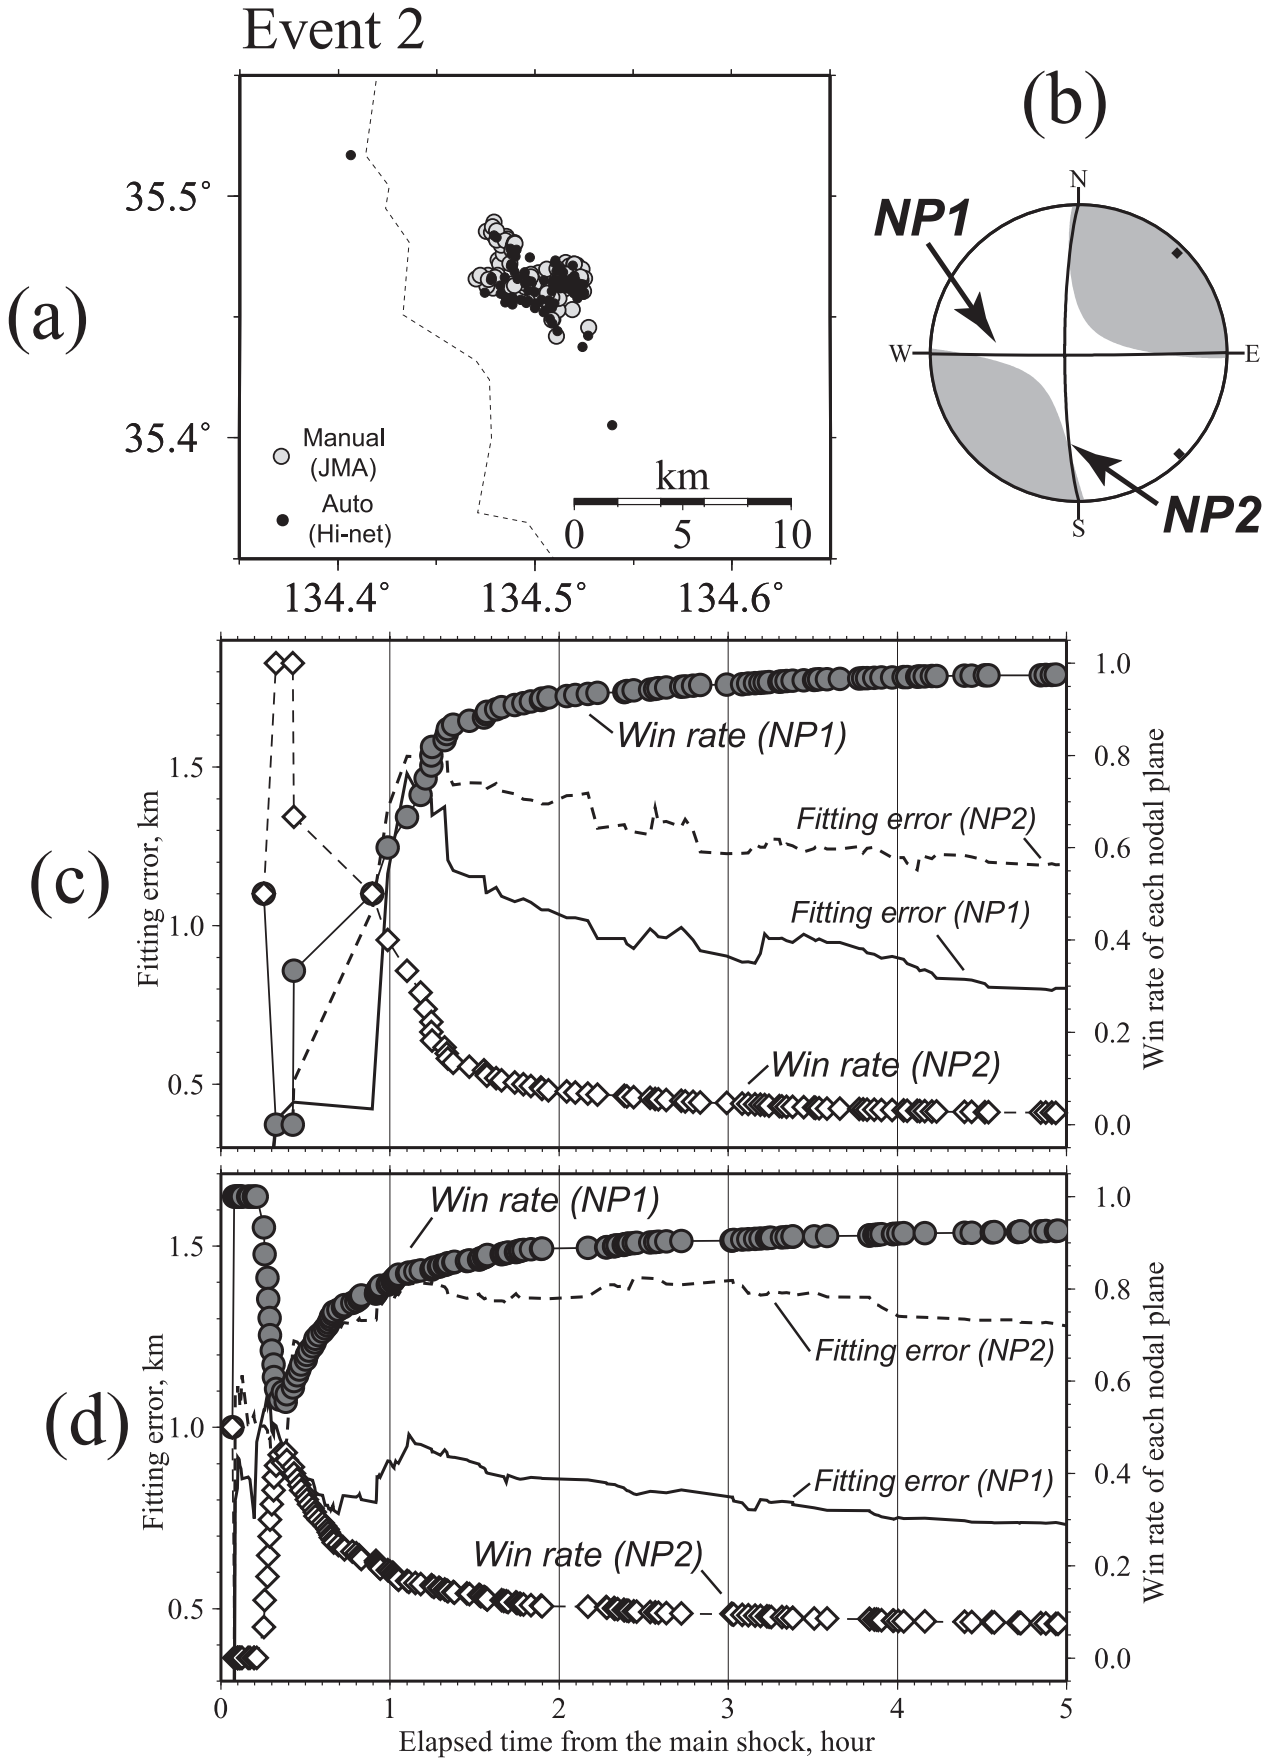 Event 2
(a)
35.5°
35.4°
Manual
(JMA)
Auto
(Hi-net)
km
0 5 10
134.4° 134.5° 134.6°
(b)
N
NP1
W
E
S
NP2
(c)
Fitting error, km
1.5
1.0
0.5
Win rate (NP1)
Fitting error (NP2)
Fitting error (NP1)
Win rate (NP2)
1.0
0.8
0.6
0.4
0.2
0.0
Win rate of each nodal plane
(d)
Fitting error, km
1.5
1.0
0.5
Win rate (NP1)
Fitting error (NP2)
Fitting error (NP1)
Win rate (NP2)
1.0
0.8
0.6
0.4
0.2
0.0
Win rate of each nodal plane
0 1 2 3 4 5
Elapsed time from the main shock, hour